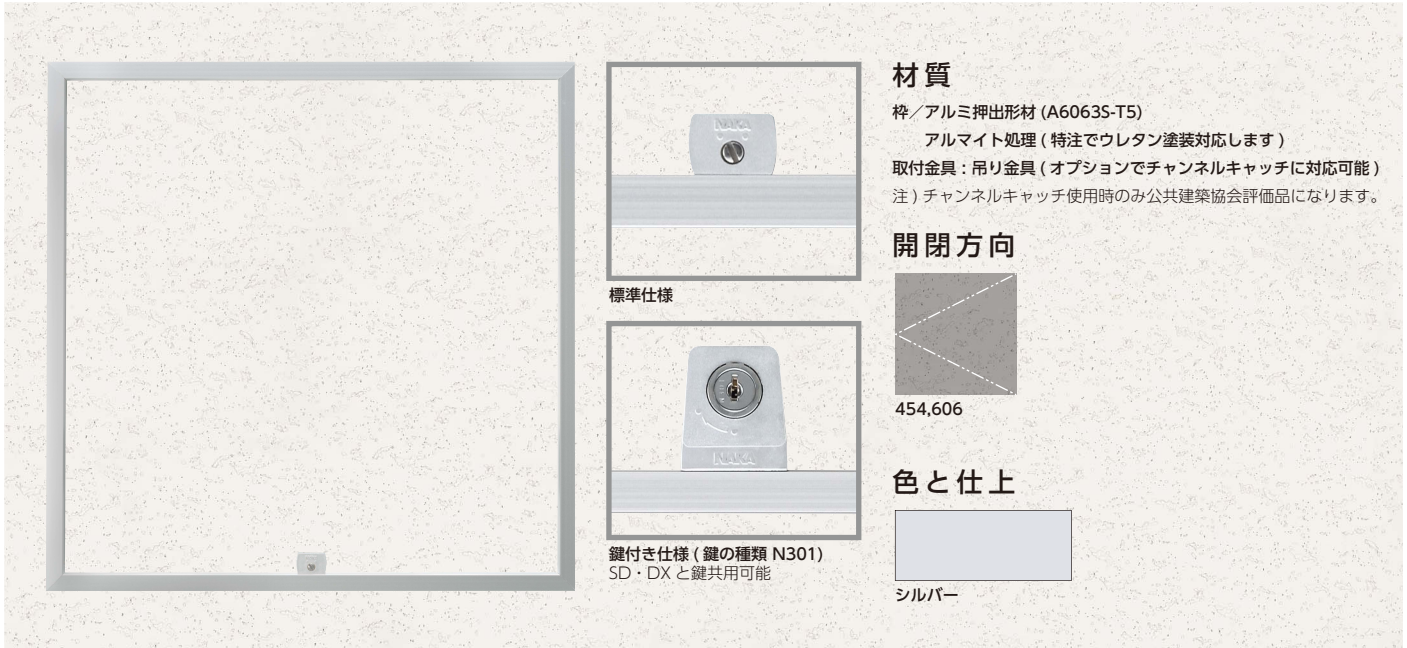 NAKA
標準仕様
NAKA
鍵付き仕様 ( 鍵の種類 N301)
SD・DX と鍵共用可能
材質
枠／アルミ押出形材 (A6063S-T5)
アルマイト処理 ( 特注でウレタン塗装対応します )
取付金具 : 吊り金具 ( オプションでチャンネルキャッチに対応可能 )
注 ) チャンネルキャッチ使用時のみ公共建築協会評価品になります。
開閉方向
454,606
色と仕上
シルバー